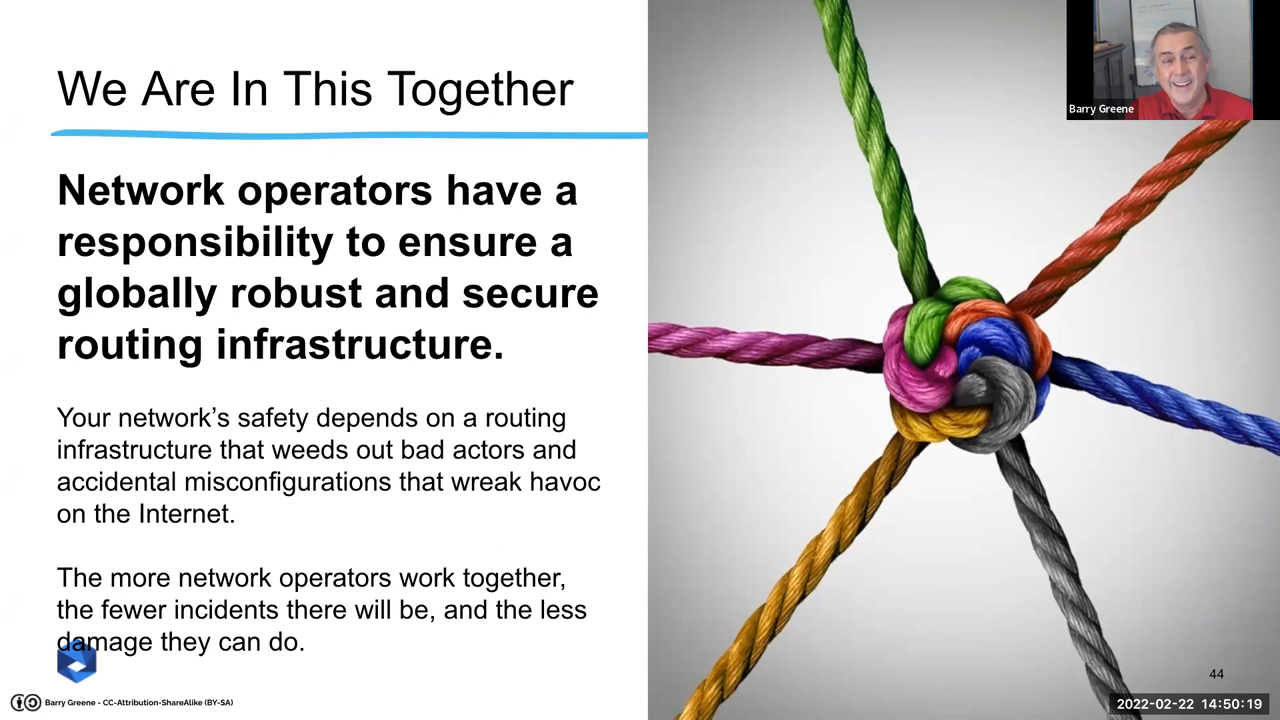 We Are In This Together
Network operators have a
responsibility to ensure a
globally robust and secure
routing infrastructure.
Your network’s safety depends on a routing
infrastructure that weeds out bad actors and
accidental misconfigurations that wreak havoc
on the Internet.
The more network operators work together,
the fewer incidents there will be, and the less
damage they can do.
Barry Greene - CC-Attribution-ShareAlike (BY-SA)
Barry Greene
44
2022-02-22 14:50:19